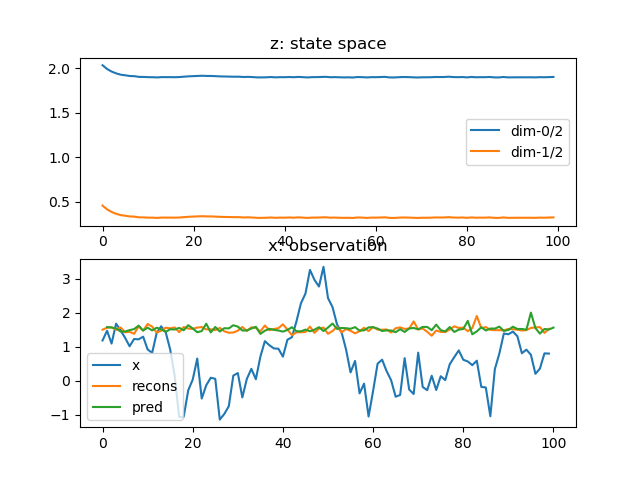 z: state space
2.0
1.5
1.0
0.5
dim-0/2
dim-1/2
0 20 40 60 80 100
x: observation
3
2
1
0
−1
x
recons
pred
0 20 40 60 80 100